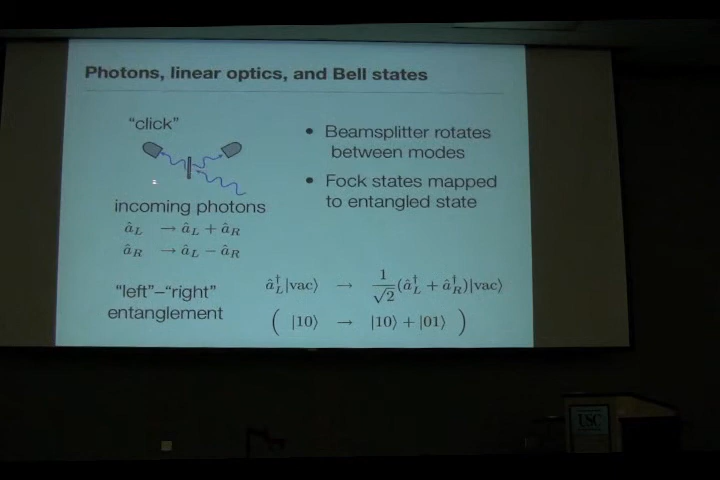 Photons, linear optics, and Bell states
“click”
incoming photons
â_L → â_L + â_R
â_R → â_L − â_R
“left”–“right”
entanglement
• Beamsplitter rotates
between modes
• Fock states mapped
to entangled state
â†_L|vac⟩ → 1/√2 (â†_L + â†_R)|vac⟩
( |10⟩ → |10⟩ + |01⟩ )
USC